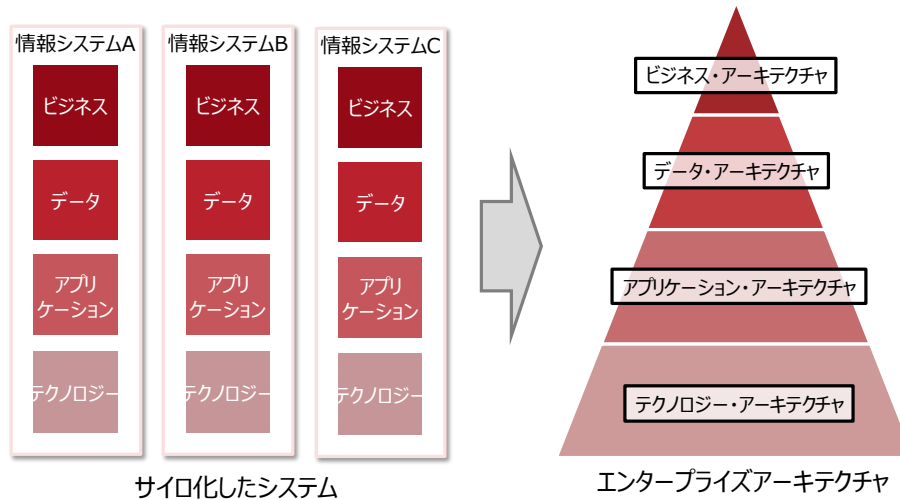 情報システムA
ビジネス
データ
アプリ
ケーション
テクノロジー
情報システムB
ビジネス
データ
アプリ
ケーション
テクノロジー
情報システムC
ビジネス
データ
アプリ
ケーション
テクノロジー
サイロ化したシステム
ビジネス・アーキテクチャ
データ・アーキテクチャ
アプリケーション・アーキテクチャ
テクノロジー・アーキテクチャ
エンタープライズアーキテクチャ